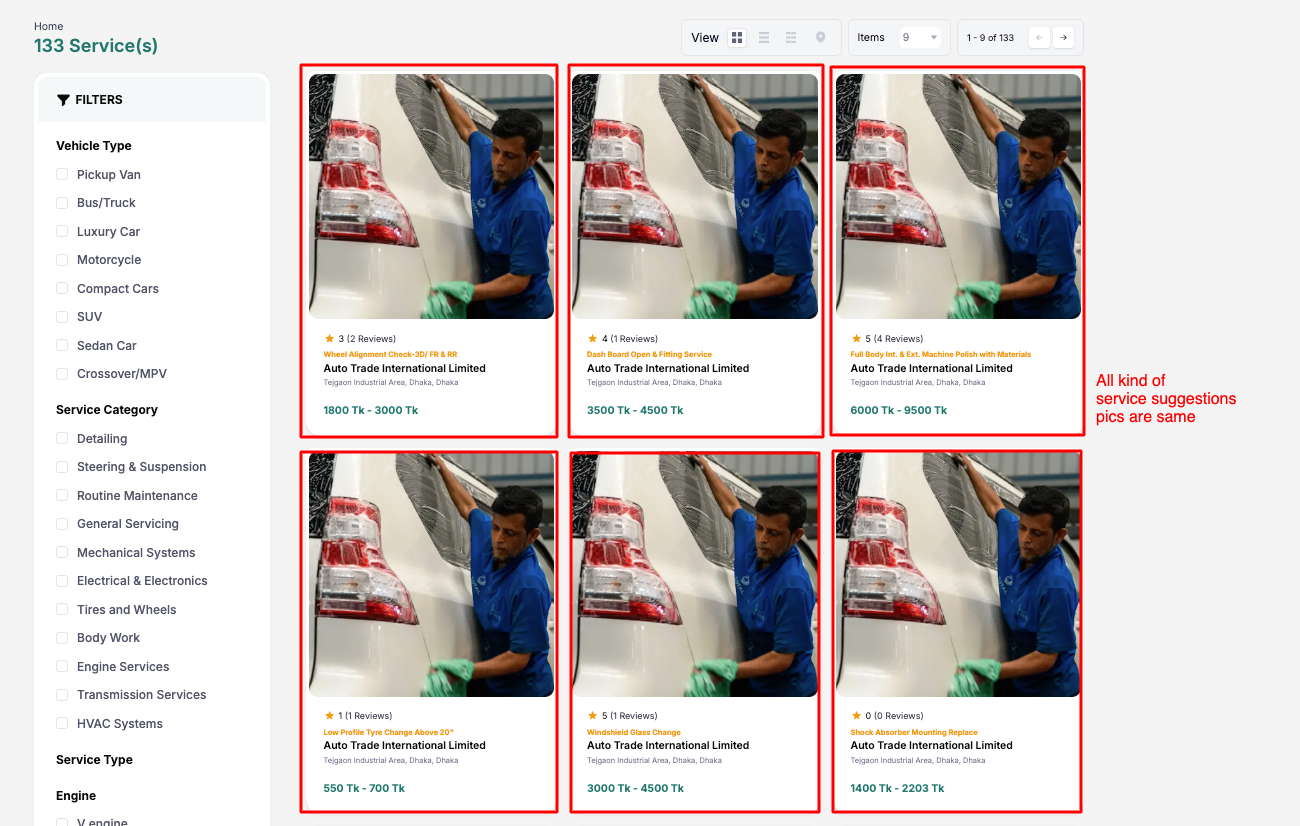 Home
133 Service(s)
View
Items 9
1 - 9 of 133
FILTERS
Vehicle Type
Pickup Van
Bus/Truck
Luxury Car
Motorcycle
Compact Cars
SUV
Sedan Car
Crossover/MPV
Service Category
Detailing
Steering & Suspension
Routine Maintenance
General Servicing
Mechanical Systems
Electrical & Electronics
Tires and Wheels
Body Work
Engine Services
Transmission Services
HVAC Systems
Service Type
Engine
V engine
3 (2 Reviews)
Wheel Alignment Check-3D/ FR & RR
Auto Trade International Limited
Tejgaon Industrial Area, Dhaka, Dhaka
1800 Tk - 3000 Tk
4 (1 Reviews)
Dash Board Open & Fitting Service
Auto Trade International Limited
Tejgaon Industrial Area, Dhaka, Dhaka
3500 Tk - 4500 Tk
5 (4 Reviews)
Full Body Int. & Ext. Machine Polish with Materials
Auto Trade International Limited
Tejgaon Industrial Area, Dhaka, Dhaka
6000 Tk - 9500 Tk
All kind of
service suggestions
pics are same
1 (1 Reviews)
Low Profile Tyre Change Above 20"
Auto Trade International Limited
Tejgaon Industrial Area, Dhaka, Dhaka
550 Tk - 700 Tk
5 (1 Reviews)
Windshield Glass Change
Auto Trade International Limited
Tejgaon Industrial Area, Dhaka, Dhaka
3000 Tk - 4500 Tk
0 (0 Reviews)
Shock Absorber Mounting Replace
Auto Trade International Limited
Tejgaon Industrial Area, Dhaka, Dhaka
1400 Tk - 2203 Tk